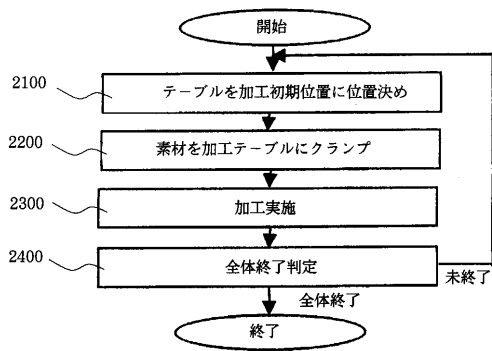 開始
2100
テーブルを加工初期位置に位置決め
2200
素材を加工テーブルにクランプ
2300
加工実施
2400
全体終了判定
未終了
全体終了
終了